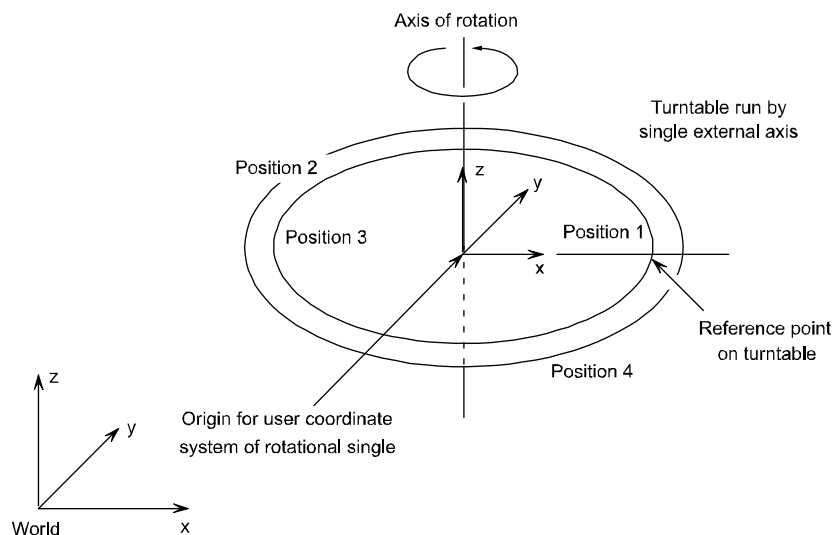 Axis of rotation
Turntable run by
single external axis
Position 2
z
y
Position 3
Position 1
x
Reference point
on turntable
Position 4
z
y
Origin for user coordinate
system of rotational single
World
x